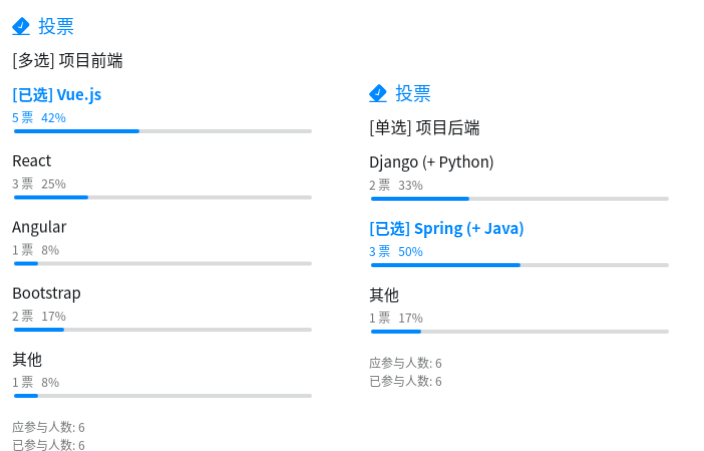 投票
[多选] 项目前端
[已选] Vue.js
5 票 42%
React
3 票 25%
Angular
1 票 8%
Bootstrap
2 票 17%
其他
1 票 8%
应参与人数: 6
已参与人数: 6
投票
[单选] 项目后端
Django (+ Python)
2 票 33%
[已选] Spring (+ Java)
3 票 50%
其他
1 票 17%
应参与人数: 6
已参与人数: 6